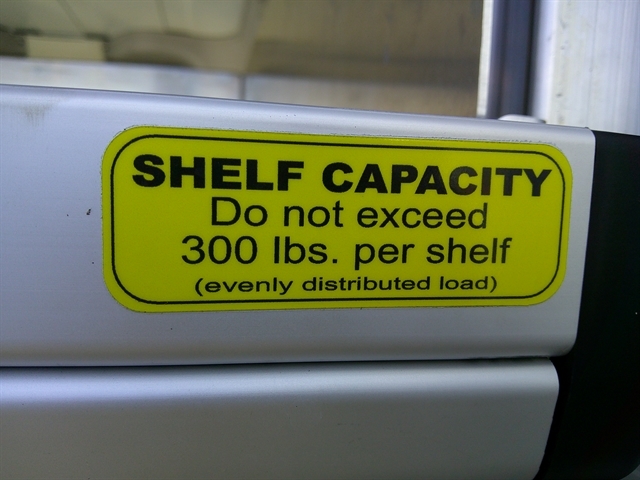 SHELF CAPACITY
Do not exceed
300 lbs. per shelf
(evenly distributed load)